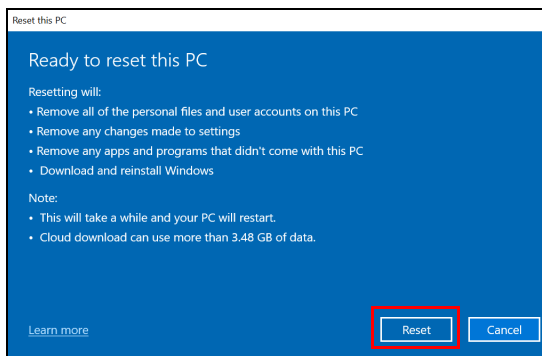 Reset this PC
Ready to reset this PC
Resetting will:
• Remove all of the personal files and user accounts on this PC
• Remove any changes made to settings
• Remove any apps and programs that didn't come with this PC
• Download and reinstall Windows
Note:
• This will take a while and your PC will restart.
• Cloud download can use more than 3.48 GB of data.
Learn more
Reset
Cancel